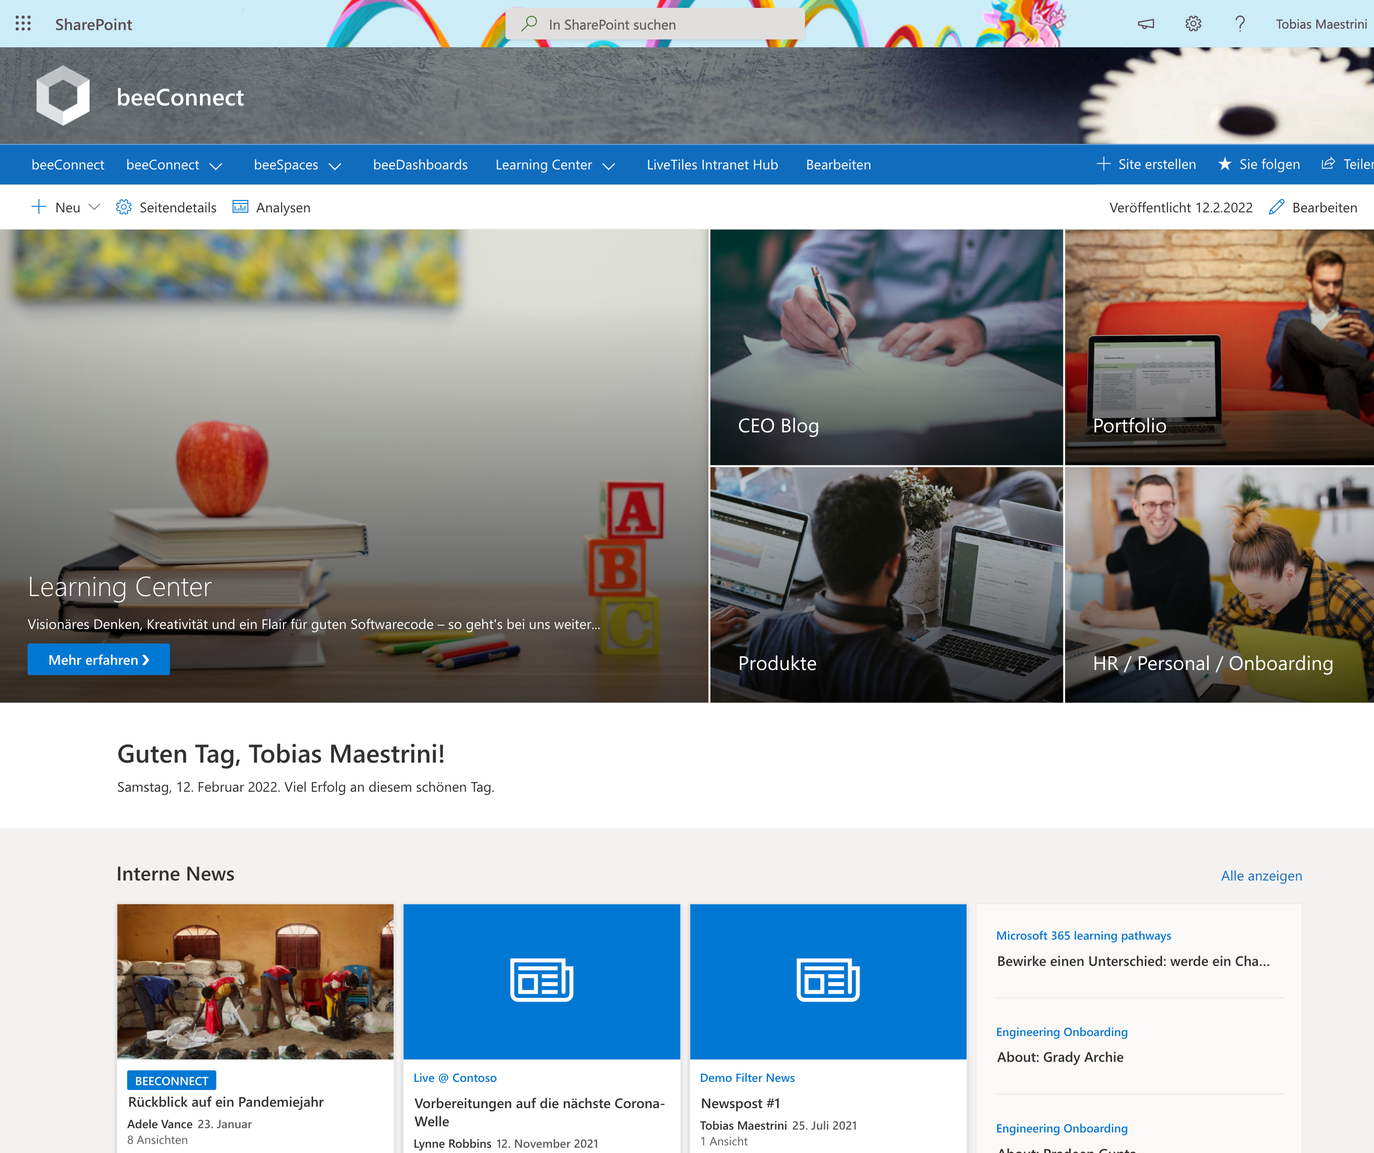 SharePoint
In SharePoint suchen
Tobias Maestrini
beeConnect
beeConnect
beeConnect
beeSpaces
beeDashboards
Learning Center
LiveTiles Intranet Hub
Bearbeiten
Site erstellen
Sie folgen
Teilen
Neu
Seitendetails
Analysen
Veröffentlicht 12.2.2022
Bearbeiten
A
B
C
Learning Center
Visionäres Denken, Kreativität und ein Flair für guten Softwarecode – so geht's bei uns weiter...
Mehr erfahren ❯
CEO Blog
Portfolio
Produkte
HR / Personal / Onboarding
Guten Tag, Tobias Maestrini!
Samstag, 12. Februar 2022. Viel Erfolg an diesem schönen Tag.
Interne News
Alle anzeigen
BEECONNECT
Rückblick auf ein Pandemiejahr
Adele Vance 23. Januar
8 Ansichten
Live @ Contoso
Vorbereitungen auf die nächste Corona-
Welle
Lynne Robbins 12. November 2021
Demo Filter News
Newspost #1
Tobias Maestrini 25. Juli 2021
1 Ansicht
Microsoft 365 learning pathways
Bewirke einen Unterschied: werde ein Cha...
Engineering Onboarding
About: Grady Archie
Engineering Onboarding
About: Pradeep Gupta